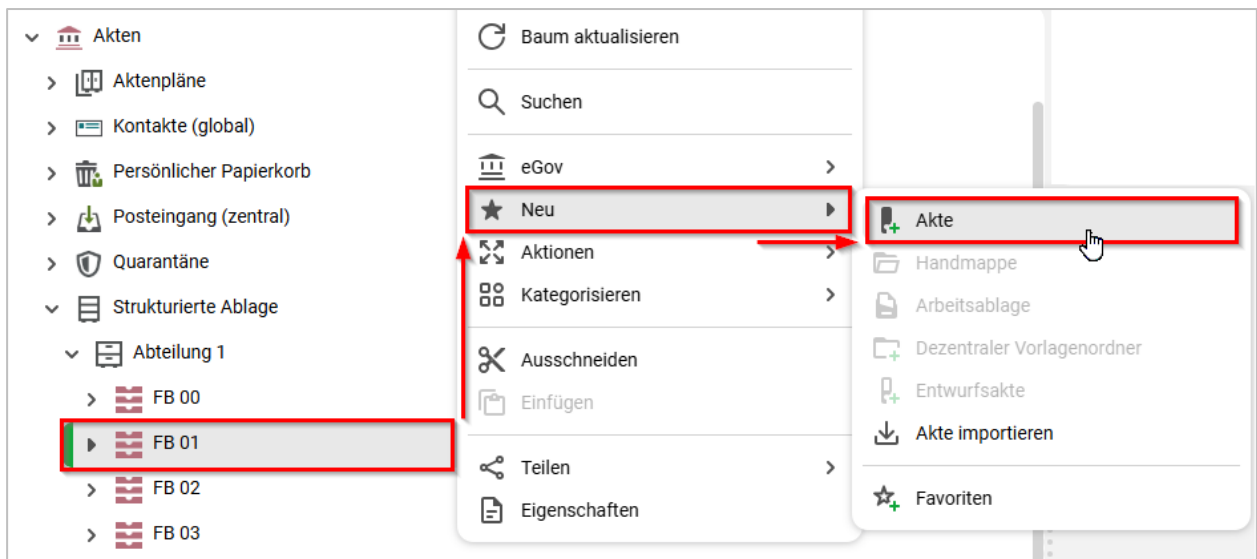 Akten
Aktenpläne
Kontakte (global)
Persönlicher Papierkorb
Posteingang (zentral)
Quarantäne
Strukturierte Ablage
Abteilung 1
FB 00
FB 01
FB 02
FB 03
Baum aktualisieren
Suchen
eGov
Neu
Aktionen
Kategorisieren
Ausschneiden
Einfügen
Teilen
Eigenschaften
Akte
Handmappe
Arbeitsablage
Dezentraler Vorlagenordner
Entwurfsakte
Akte importieren
Favoriten